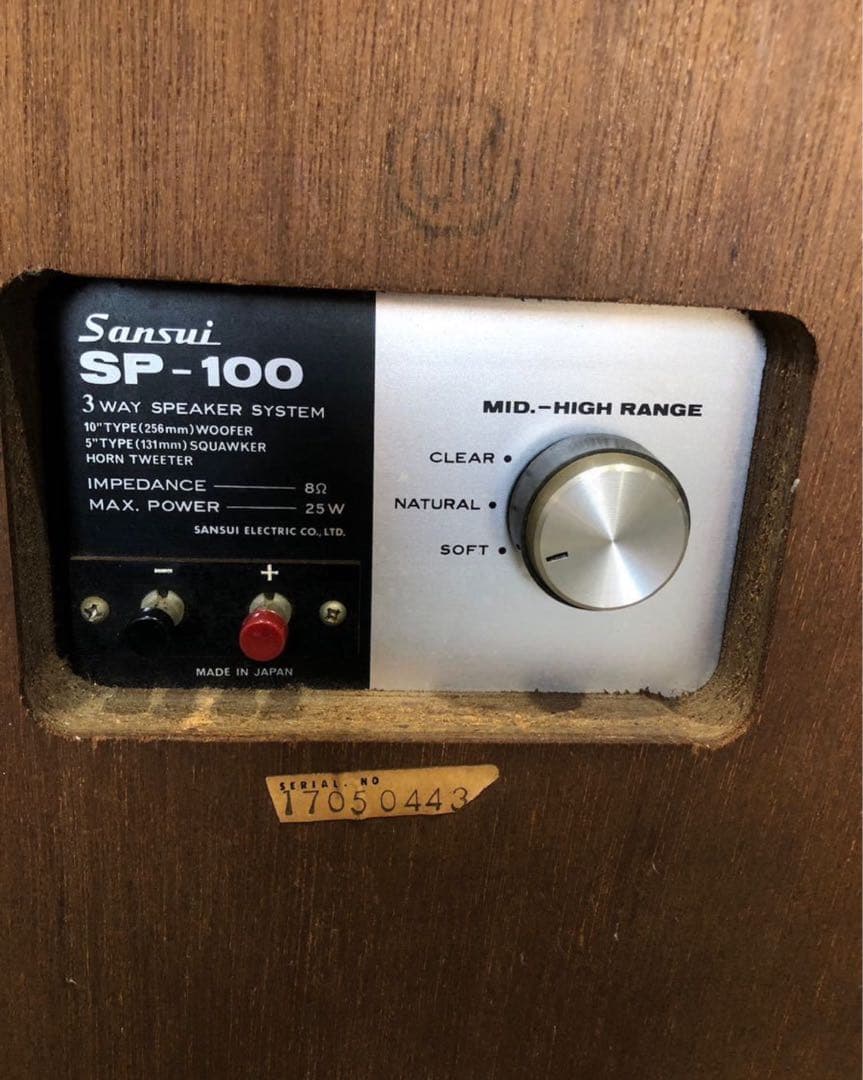 Sansui
SP-100
3 WAY SPEAKER SYSTEM
10" TYPE (256mm) WOOFER
5" TYPE (131mm) SQUAWKER
HORN TWEETER
IMPEDANCE 8Ω
MAX. POWER 25W
SANSUI ELECTRIC CO., LTD.
− +
MADE IN JAPAN
MID.-HIGH RANGE
CLEAR •
NATURAL •
SOFT •
SERIAL. NO
17050443